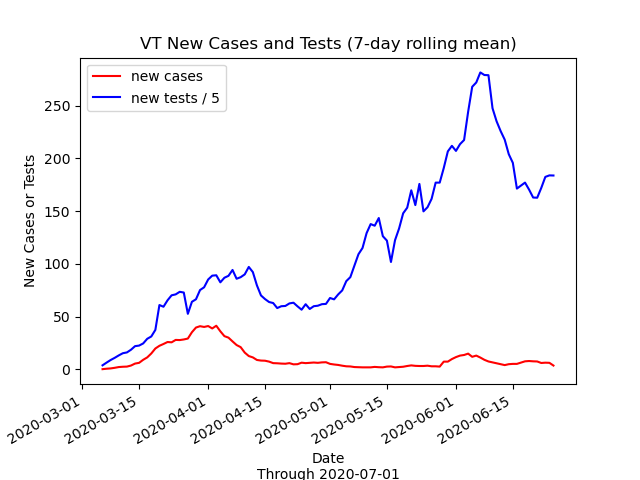 VT New Cases and Tests (7-day rolling mean)
new cases
new tests / 5
New Cases or Tests
250
200
150
100
50
0
2020-03-01
2020-03-15
2020-04-01
2020-04-15
2020-05-01
2020-05-15
2020-06-01
2020-06-15
Date
Through 2020-07-01